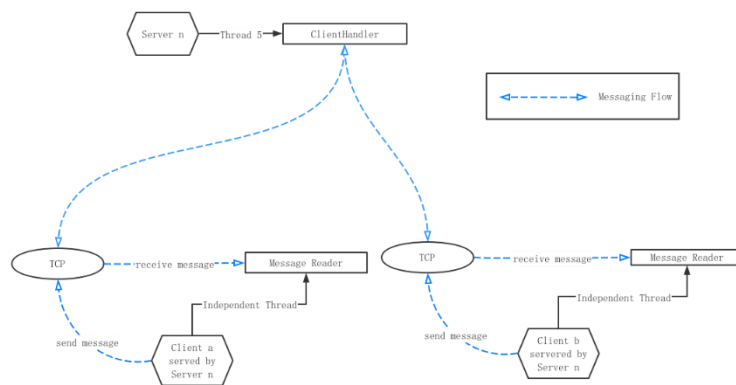 Server n
Thread 5
ClientHandler
Messaging Flow
TCP
receive message
Message Reader
Independent Thread
send message
Client a
served by
Server n
TCP
receive message
Message Reader
Independent Thread
send message
Client b
servered by
Server n